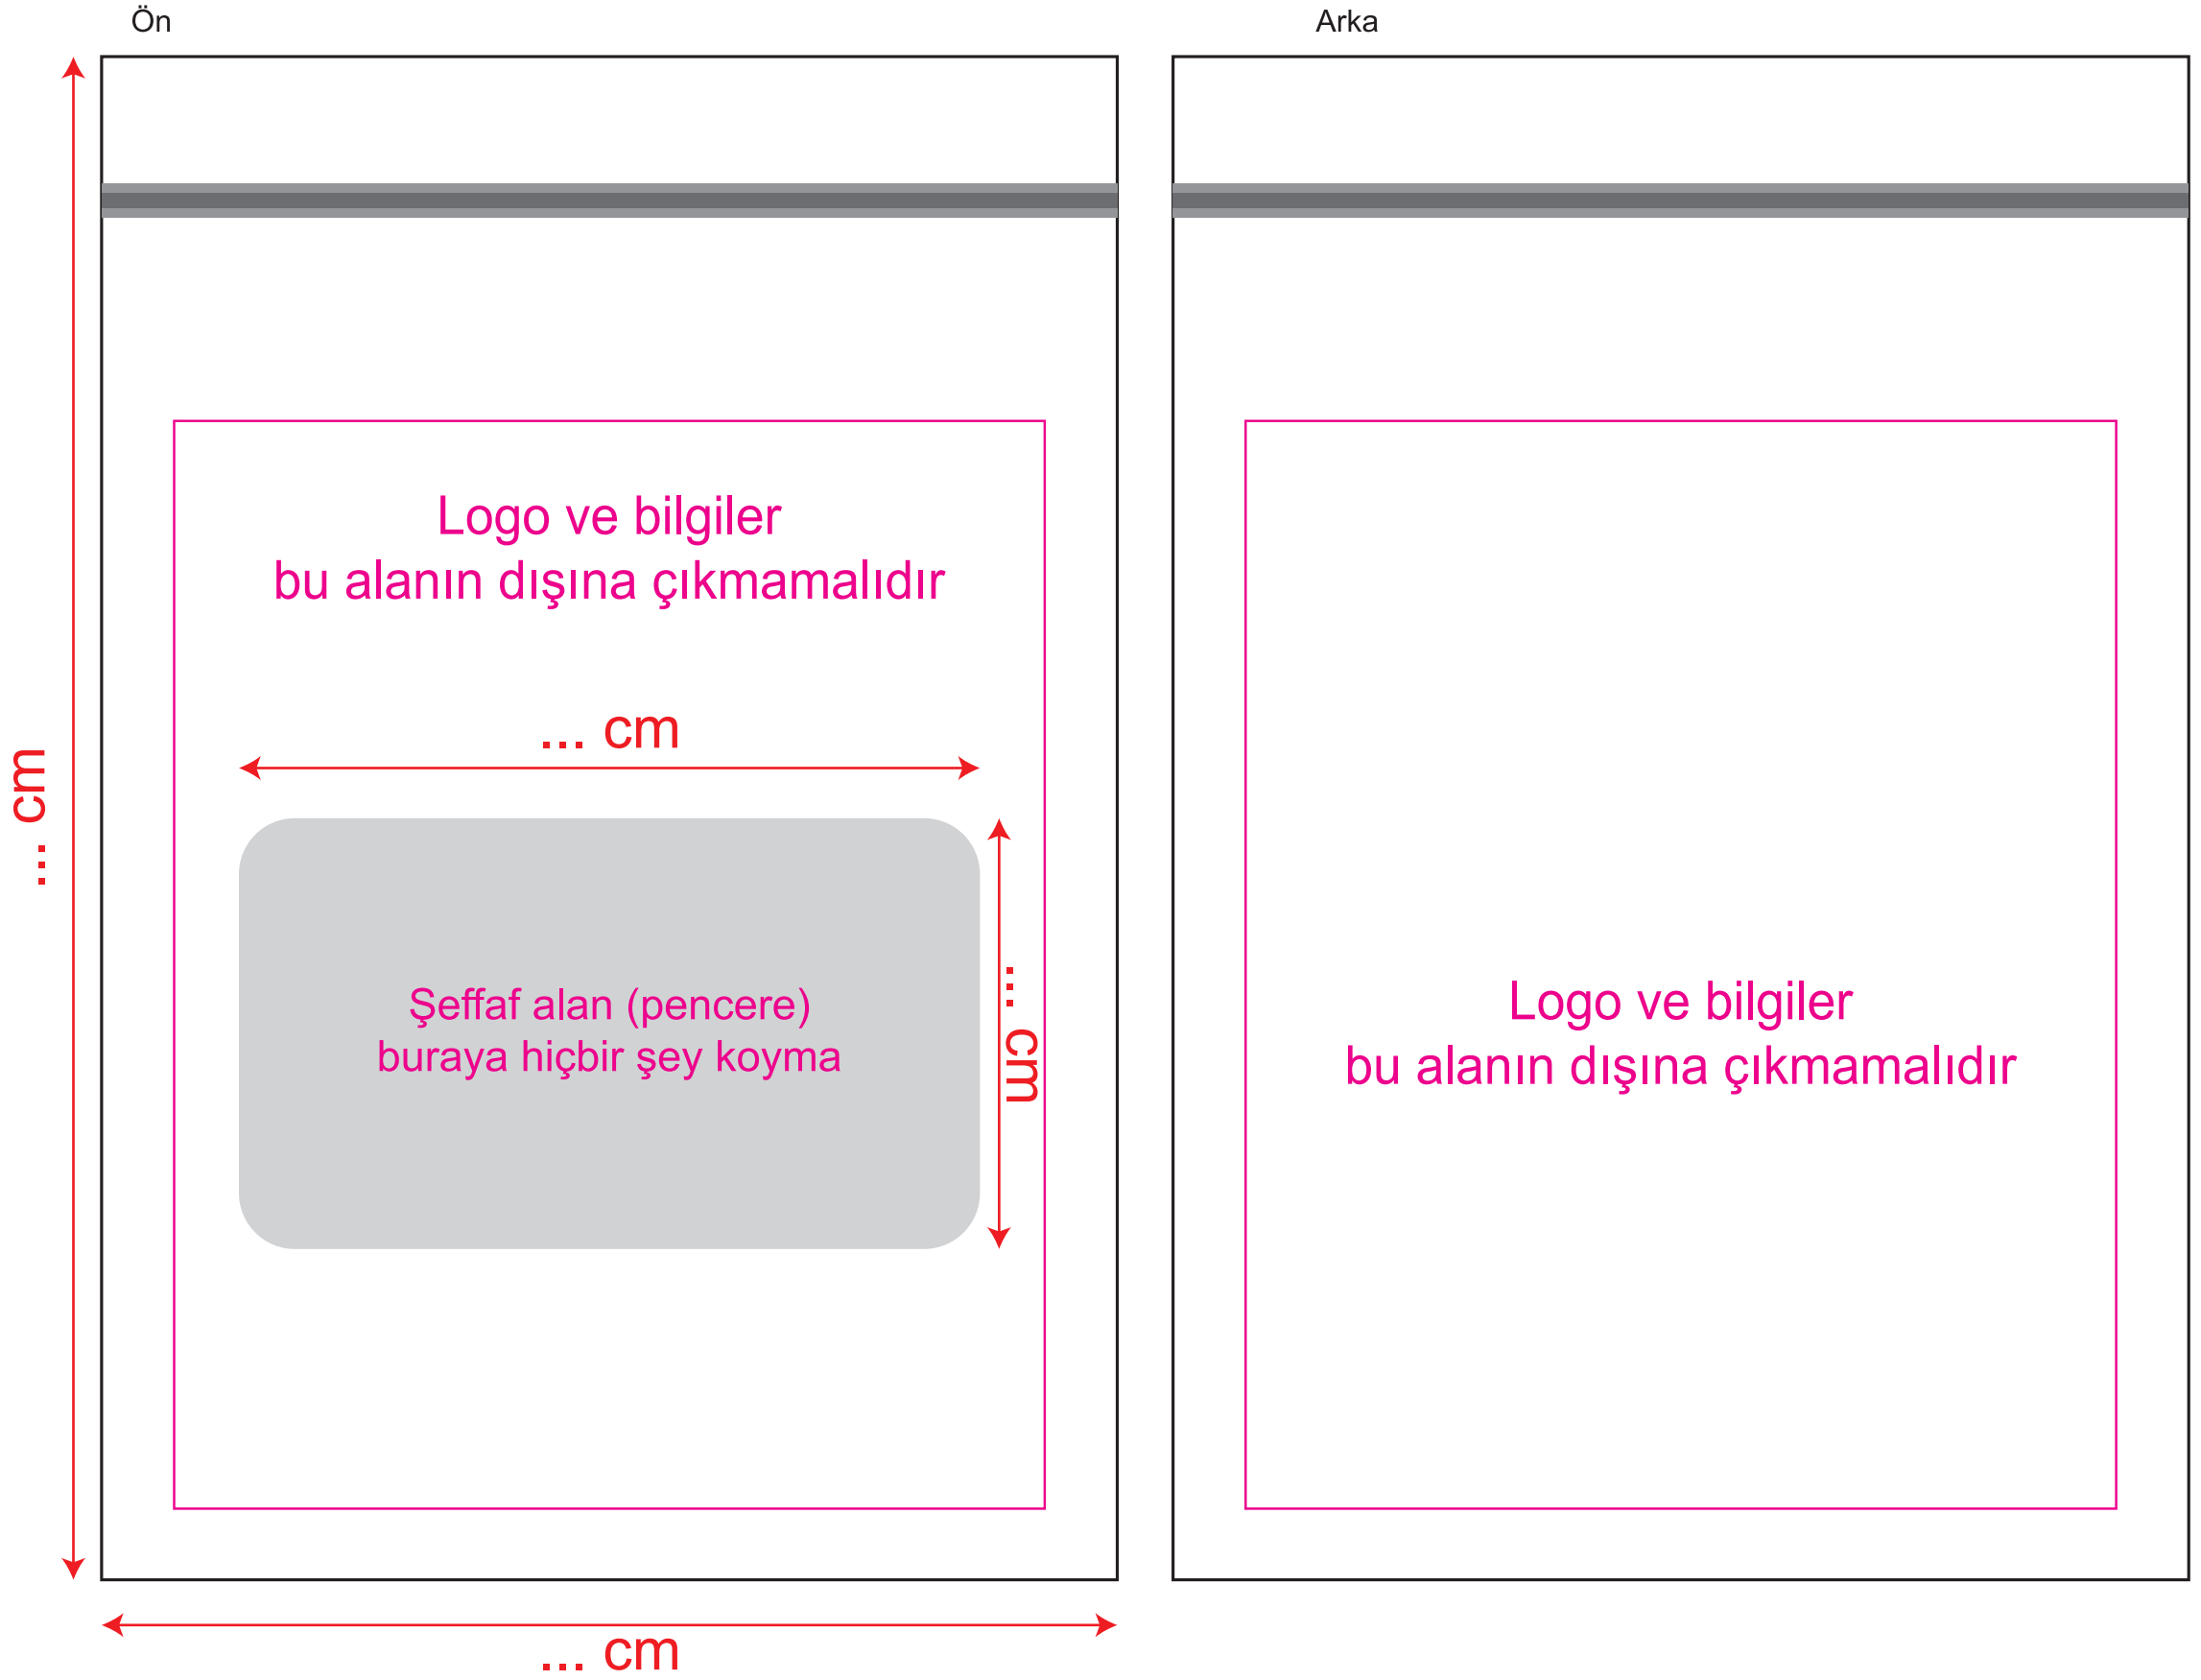 Ön
Arka
Logo ve bilgiler
bu alanın dışına çıkmamalıdır
... cm
... cm
Şeffaf alan (pencere)
buraya hiçbir şey koyma
... cm
Logo ve bilgiler
bu alanın dışına çıkmamalıdır
... cm